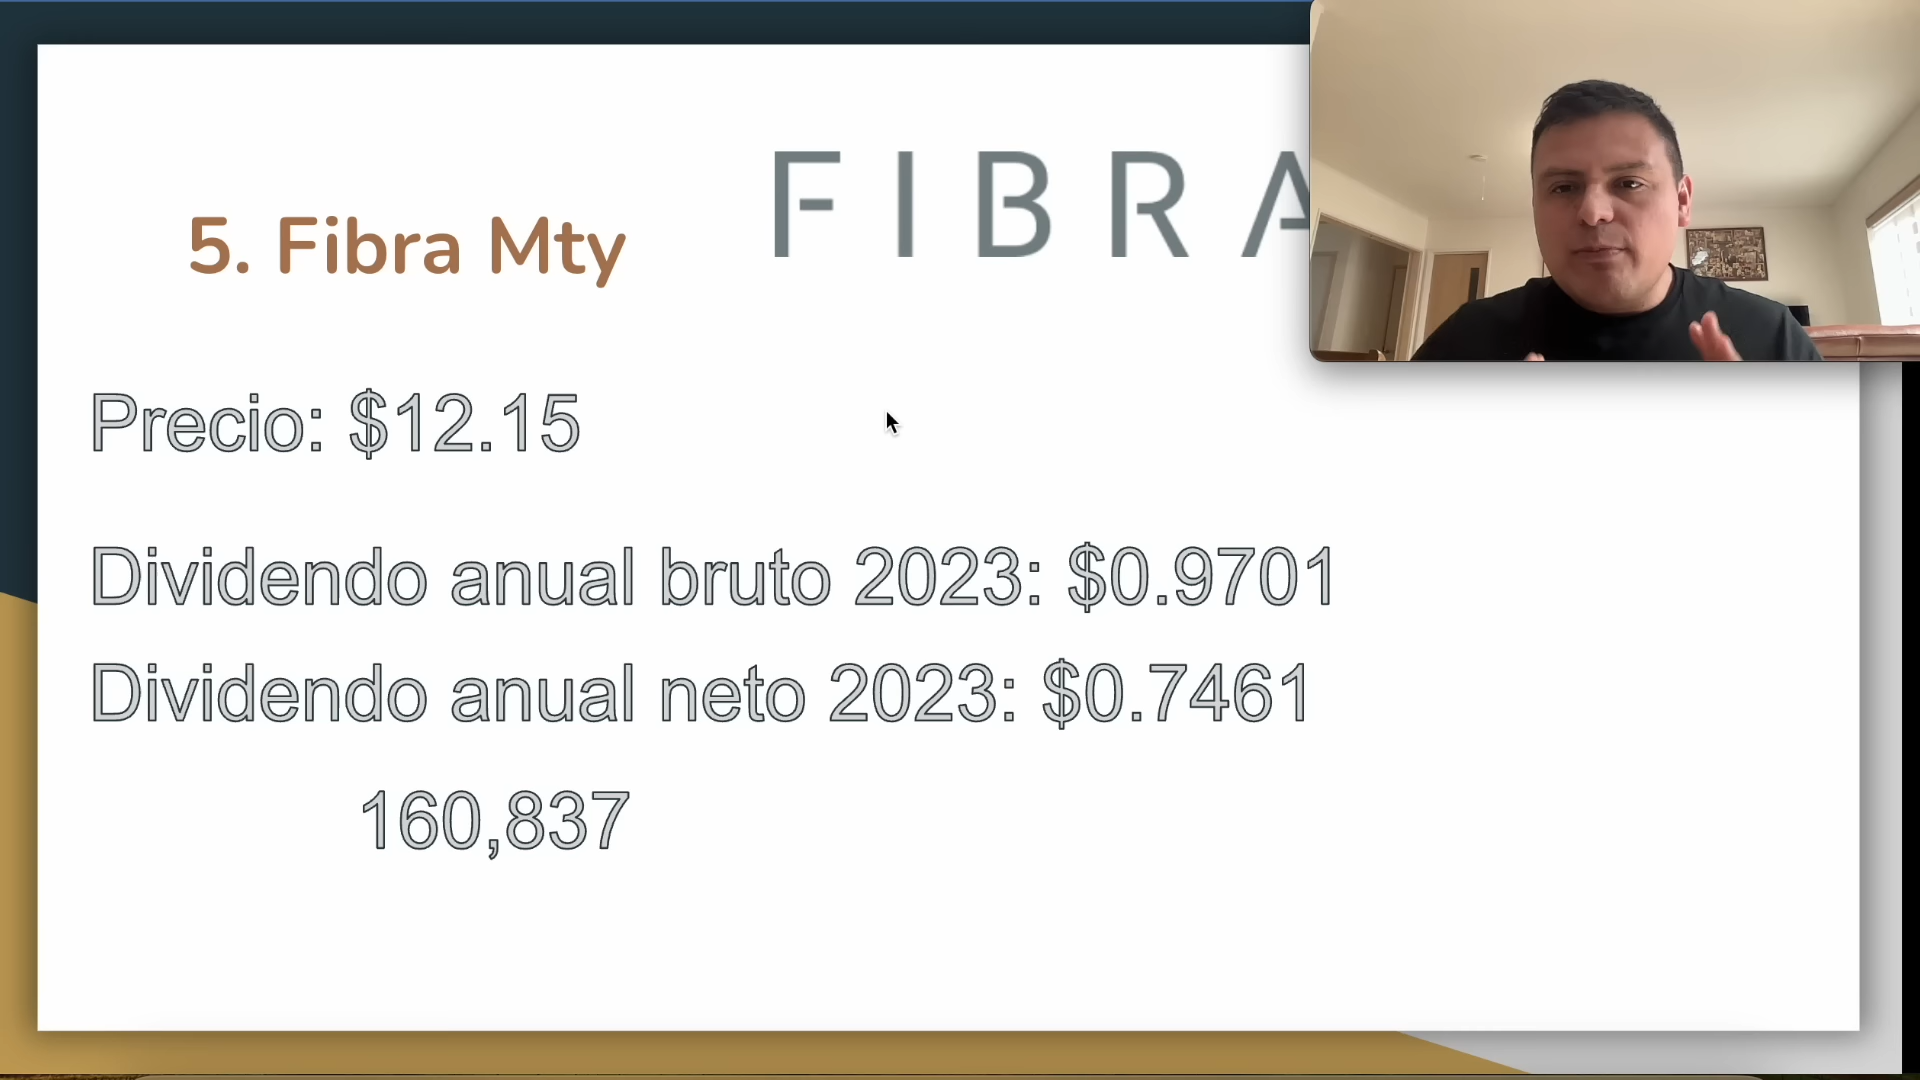 5. Fibra Mty
FIBRA
Precio: $12.15
Dividendo anual bruto 2023: $0.9701
Dividendo anual neto 2023: $0.7461
160,837